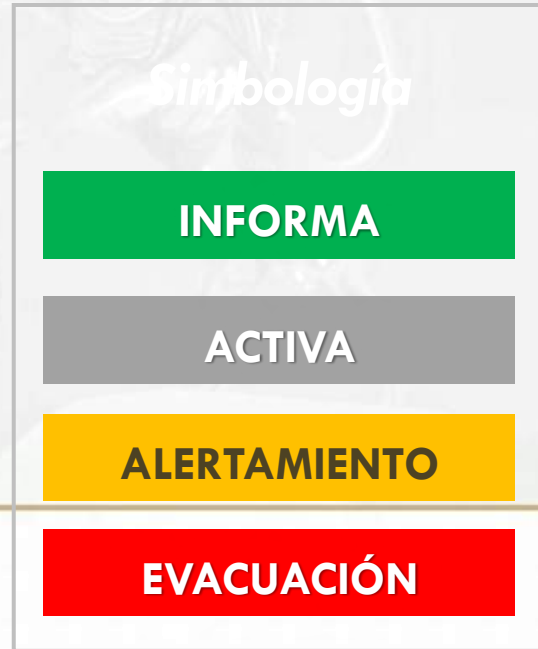 Simbología
INFORMA
ACTIVA
ALERTAMIENTO
EVACUACIÓN